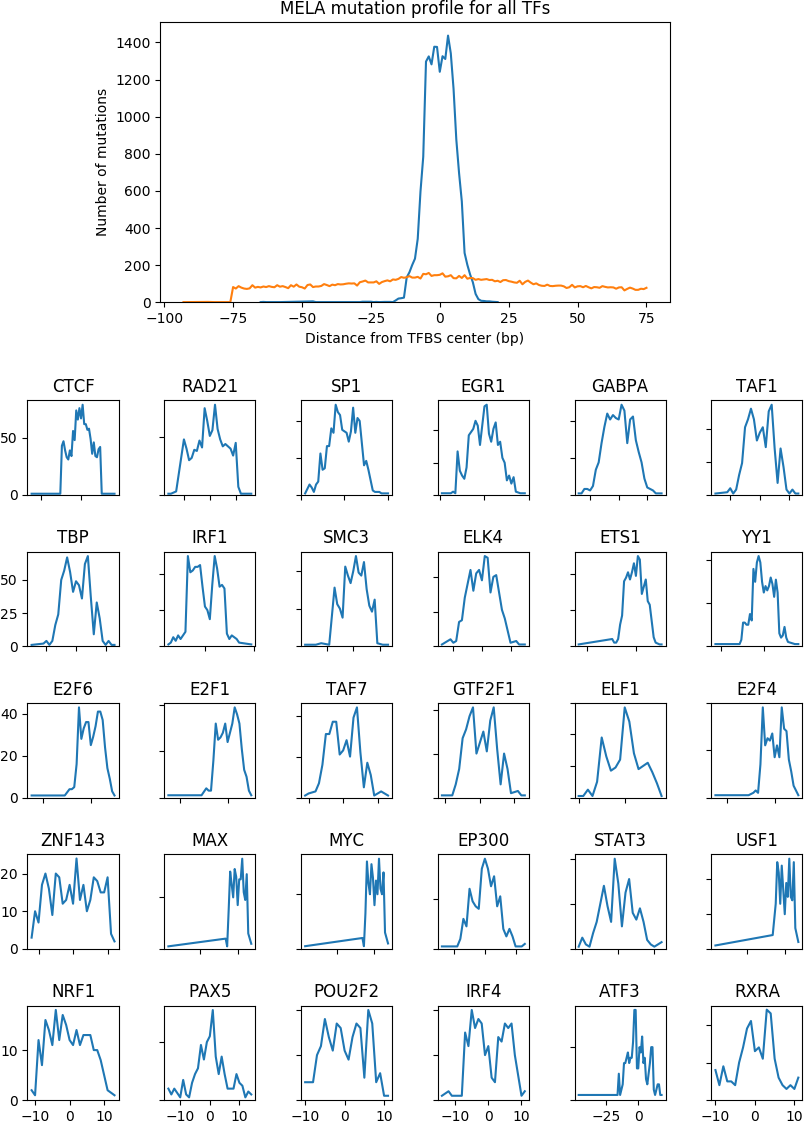 MELA mutation profile for all TFs
Number of mutations
1400
1200
1000
800
600
400
200
0
−100 −75 −50 −25 0 25 50 75
Distance from TFBS center (bp)
CTCF RAD21 SP1 EGR1 GABPA TAF1
50
0
TBP IRF1 SMC3 ELK4 ETS1 YY1
50
25
0
E2F6 E2F1 TAF7 GTF2F1 ELF1 E2F4
40
20
0
ZNF143 MAX MYC EP300 STAT3 USF1
20
10
0
NRF1 PAX5 POU2F2 IRF4 ATF3 RXRA
10
0
−10 0 10 −10 0 10 −10 0 10 −10 0 10 −25 0 −10 0 10